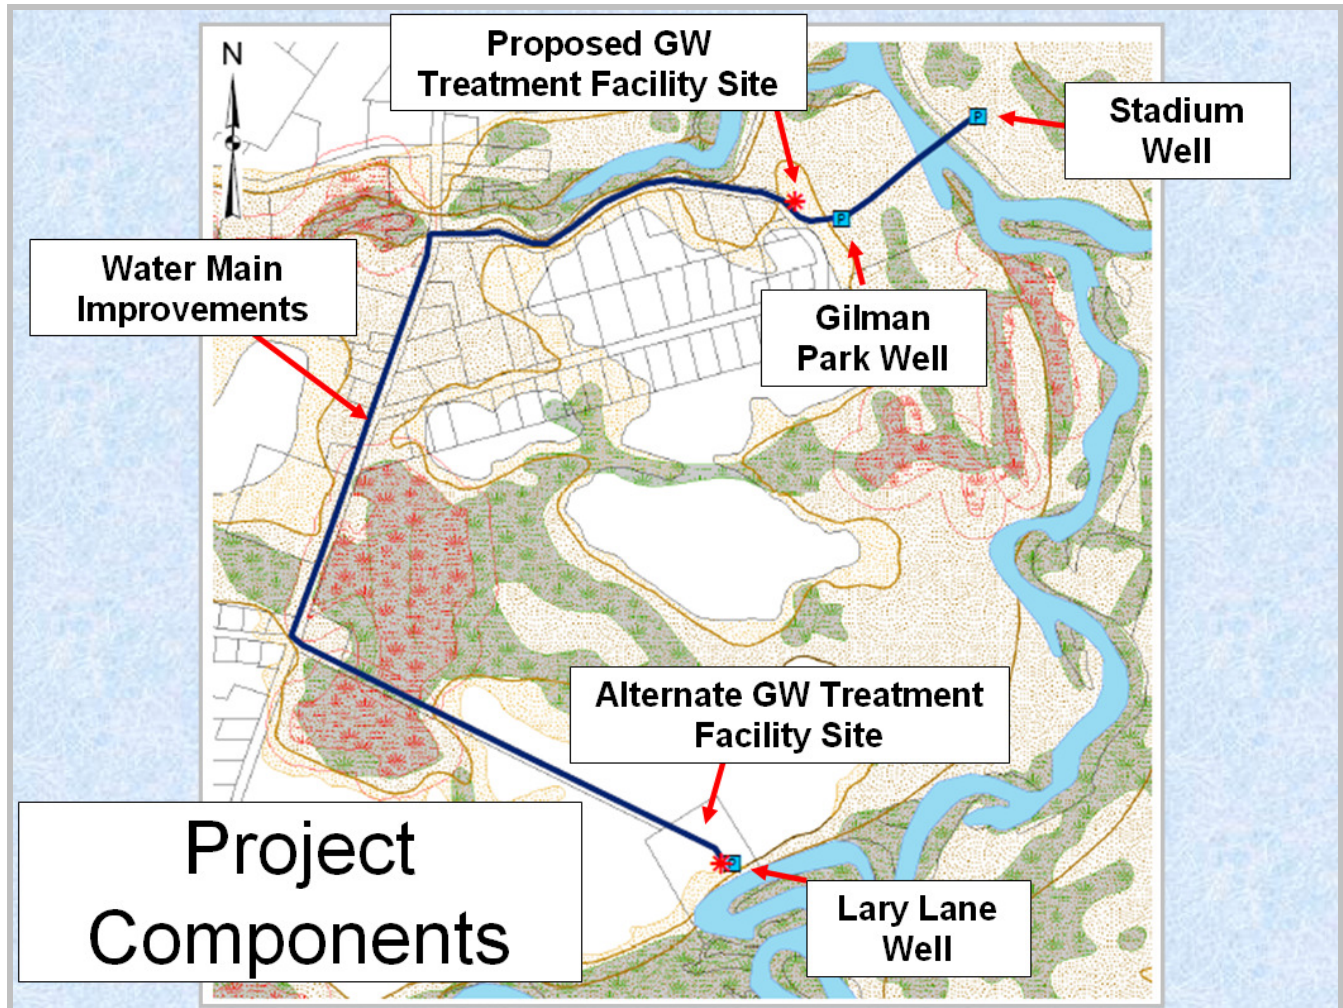 N
Proposed GW
Treatment Facility Site
P
Stadium
Well
P
Water Main
Improvements
Gilman
Park Well
Alternate GW Treatment
Facility Site
Project
Components
P
Lary Lane
Well